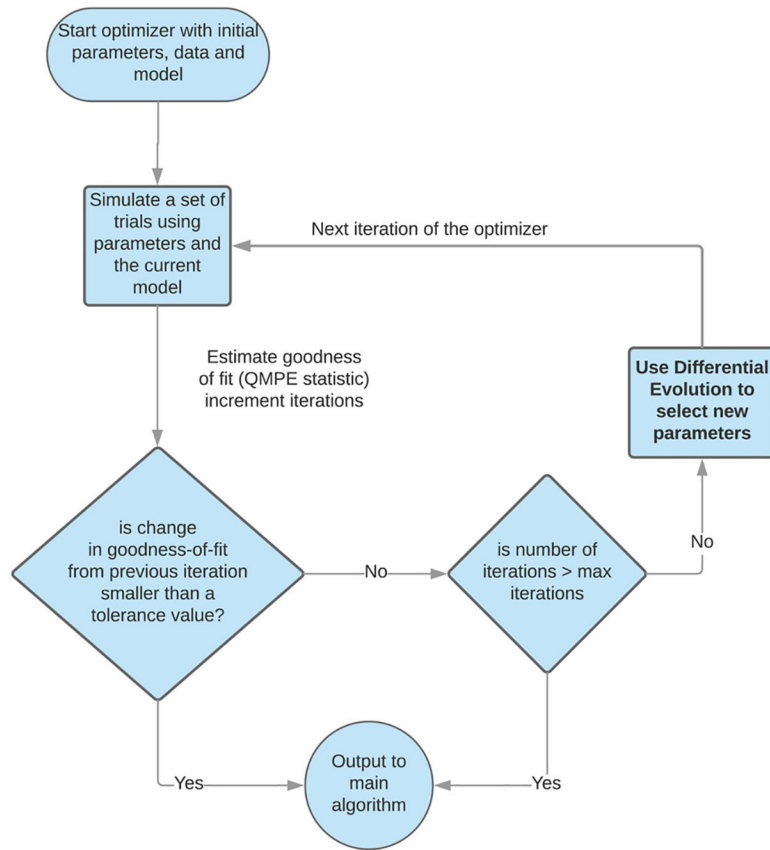 Start optimizer with initial
parameters, data and
model
Simulate a set of
trials using
parameters and
the current
model
Next iteration of the optimizer
Estimate goodness
of fit (QMPE statistic)
increment iterations
Use Differential
Evolution to
select new
parameters
is change
in goodness-of-fit
from previous iteration
smaller than a
tolerance value?
No
is number of
iterations > max
iterations
No
Yes
Output to
main
algorithm
Yes